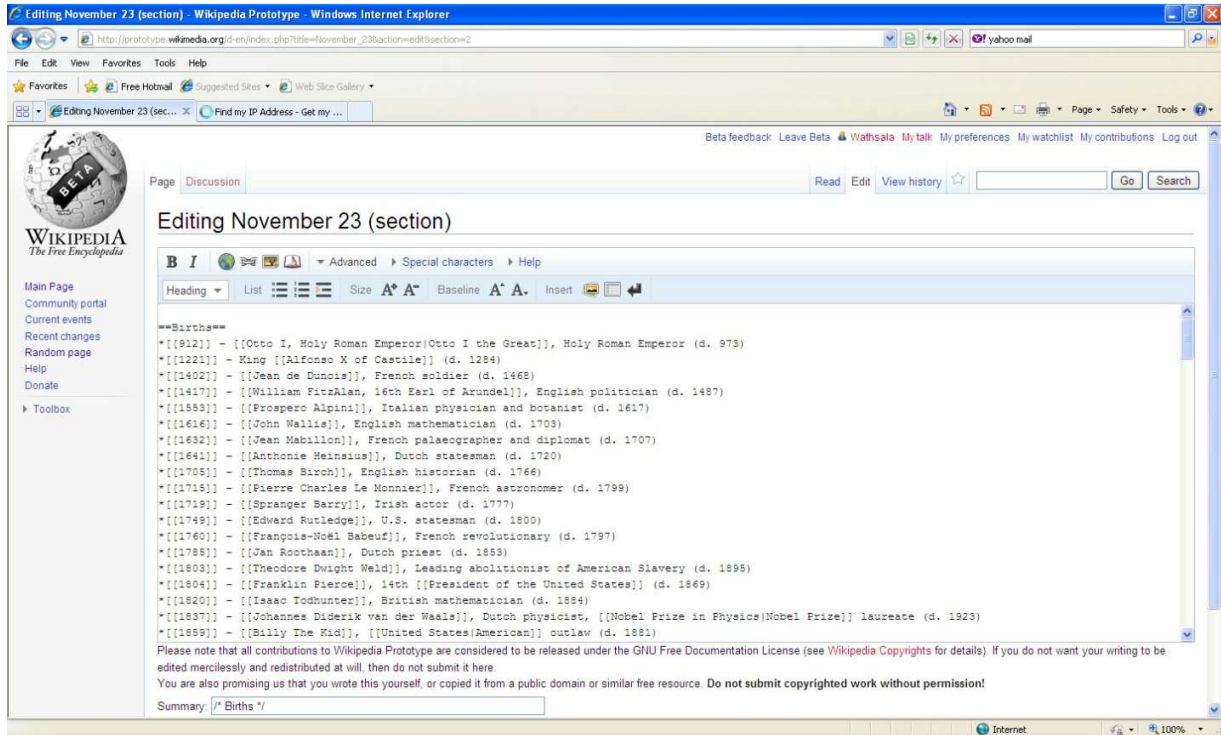 Editing November 23 (section) - Wikipedia Prototype - Windows Internet Explorer
http://prototype.wikimedia.org/d-en/index.php?title=November_23&action=edit&section=2
yahoo mail
File Edit View Favorites Tools Help
Favorites Free Hotmail Suggested Sites Web Slice Gallery
Editing November 23 (sec... Find my IP Address - Get my ... Page Safety Tools
Beta feedback Leave Beta Wathsala My talk My preferences My watchlist My contributions Log out
BETA
Page Discussion Read Edit View history Go Search
Editing November 23 (section)
WIKIPEDIA
The Free Encyclopedia
Main Page
Community portal
Current events
Recent changes
Random page
Help
Donate
Toolbox
B I Advanced Special characters Help
Heading List Size A A Baseline A A Insert
==Births==
*[[912]] - [[Otto I, Holy Roman Emperor|Otto I the Great]], Holy Roman Emperor (d. 973)
*[[1221]] - King [[Alfonso X of Castile]] (d. 1284)
*[[1402]] - [[Jean de Dunois]], French soldier (d. 1468)
*[[1417]] - [[William FitzAlan, 16th Earl of Arundel]], English politician (d. 1487)
*[[1553]] - [[Prospero Alpini]], Italian physician and botanist (d. 1617)
*[[1616]] - [[John Wallis]], English mathematician (d. 1703)
*[[1632]] - [[Jean Mabillon]], French palaeographer and diplomat (d. 1707)
*[[1641]] - [[Anthonie Heinsius]], Dutch statesman (d. 1720)
*[[1705]] - [[Thomas Birch]], English historian (d. 1766)
*[[1715]] - [[Pierre Charles Le Monnier]], French astronomer (d. 1799)
*[[1719]] - [[Spranger Barry]], Irish actor (d. 1777)
*[[1749]] - [[Edward Rutledge]], U.S. statesman (d. 1800)
*[[1760]] - [[François-Noël Babeuf]], French revolutionary (d. 1797)
*[[1785]] - [[Jan Roothaan]], Dutch priest (d. 1853)
*[[1803]] - [[Theodore Dwight Weld]], Leading abolitionist of American Slavery (d. 1895)
*[[1804]] - [[Franklin Pierce]], 14th [[President of the United States]] (d. 1869)
*[[1820]] - [[Isaac Todhunter]], British mathematician (d. 1884)
*[[1837]] - [[Johannes Diderik van der Waals]], Dutch physicist, [[Nobel Prize in Physics|Nobel Prize]] laureate (d. 1923)
*[[1859]] - [[Billy The Kid]], [[United States|American]] outlaw (d. 1881)
Please note that all contributions to Wikipedia Prototype are considered to be released under the GNU Free Documentation License (see Wikipedia:Copyrights for details). If you do not want your writing to be
edited mercilessly and redistributed at will, then do not submit it here.
You are also promising us that you wrote this yourself, or copied it from a public domain or similar free resource. Do not submit copyrighted work without permission!
Summary: /* Births */
Internet 100%